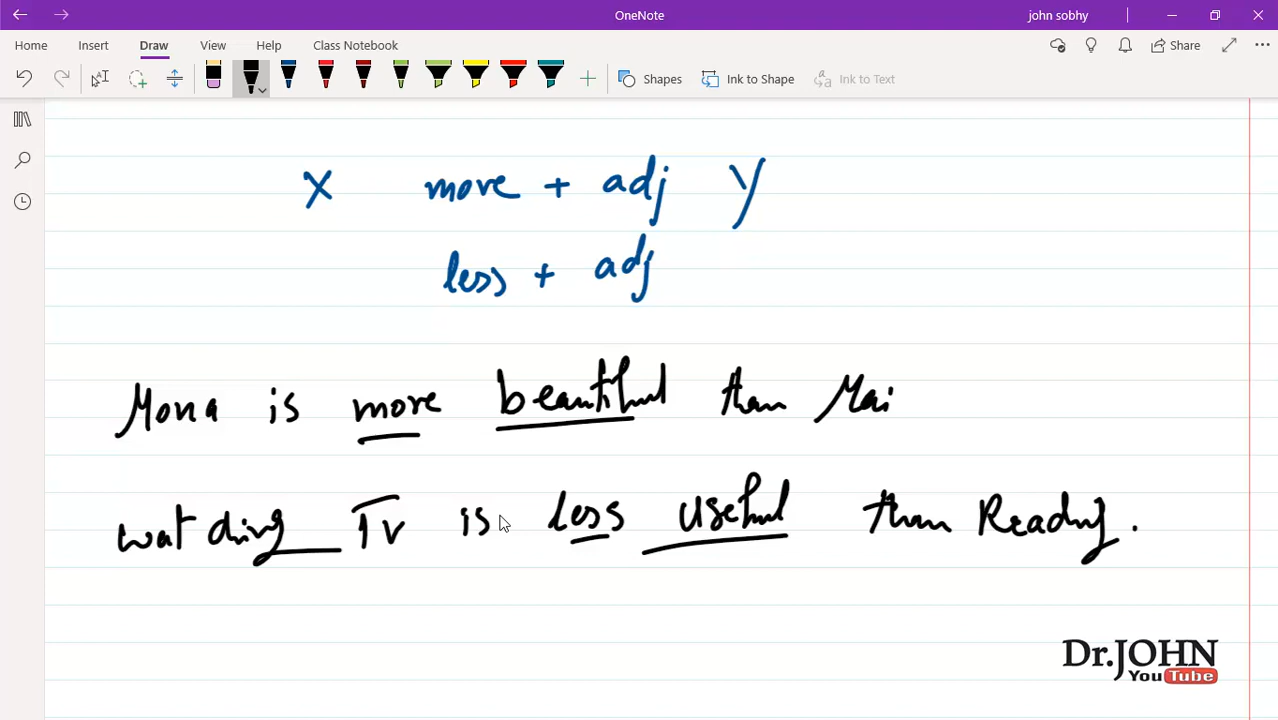 OneNote
john sobhy
Home Insert Draw View Help Class Notebook
Share
Shapes
Ink to Shape
Ink to Text
X more + adj Y
less + adj
Mona is more beautiful than Mai
watching TV is less useful than Reading.
Dr.JOHN
YouTube